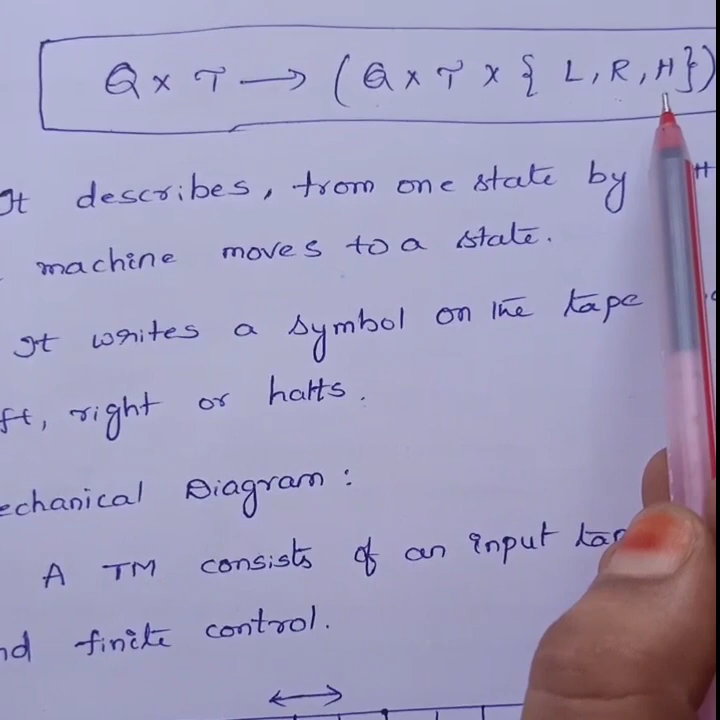 Q × T → (Q × T × { L, R, H})
It describes, from one state by
machine moves to a state.
It writes a symbol on the tape
ft, right or halts.
echanical Diagram:
A TM consists of an input
nd finite control.